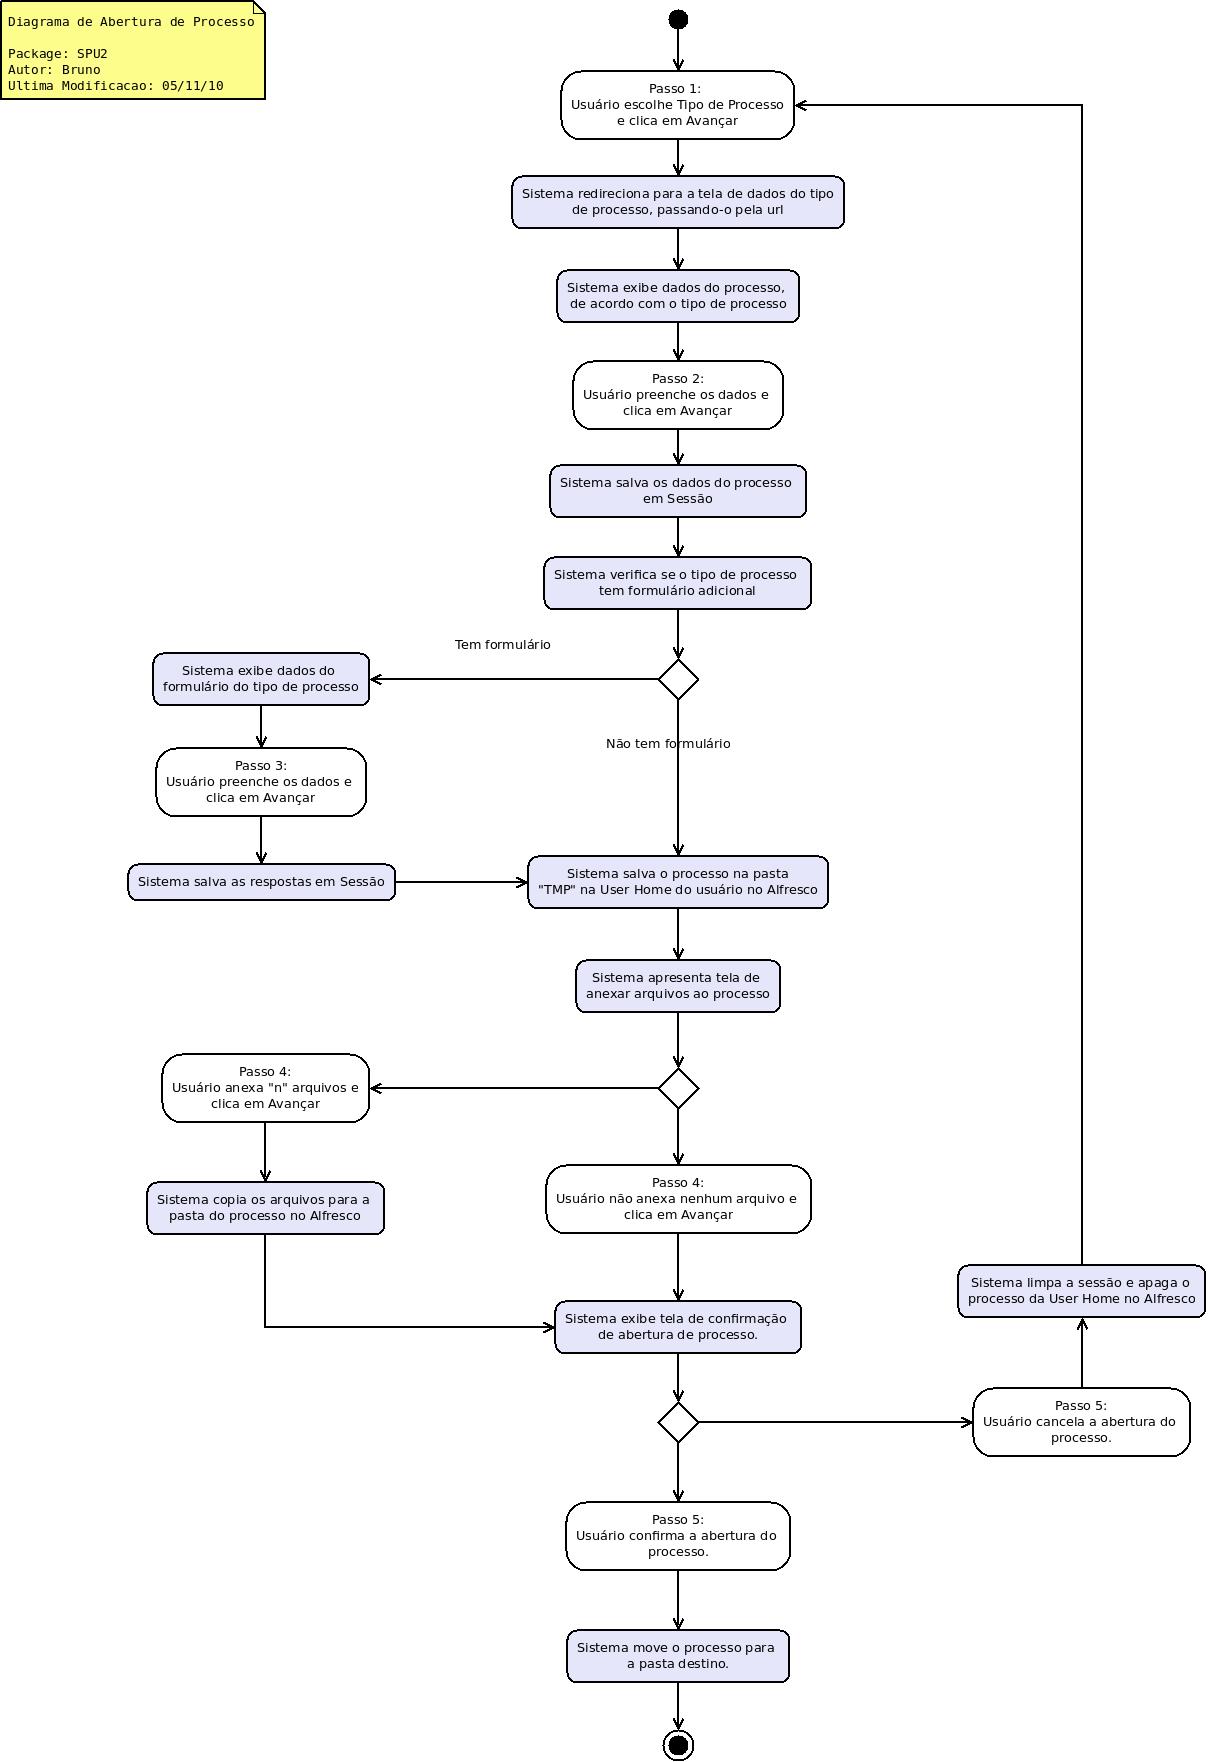 Diagrama de Abertura de Processo
Package: SPU2
Autor: Bruno
Ultima Modificacao: 05/11/10
Passo 1:
Usuário escolhe Tipo de Processo
e clica em Avançar
Sistema redireciona para a tela de dados do tipo
de processo, passando-o pela url
Sistema exibe dados do processo,
de acordo com o tipo de processo
Passo 2:
Usuário preenche os dados e
clica em Avançar
Sistema salva os dados do processo
em Sessão
Sistema verifica se o tipo de processo
tem formulário adicional
Tem formulário
Sistema exibe dados do
formulário do tipo de processo
Não tem formulário
Passo 3:
Usuário preenche os dados e
clica em Avançar
Sistema salva as respostas em Sessão
Sistema salva o processo na pasta
"TMP" na User Home do usuário no Alfresco
Sistema apresenta tela de
anexar arquivos ao processo
Passo 4:
Usuário anexa "n" arquivos e
clica em Avançar
Sistema copia os arquivos para a
pasta do processo no Alfresco
Passo 4:
Usuário não anexa nenhum arquivo e
clica em Avançar
Sistema exibe tela de confirmação
de abertura de processo.
Sistema limpa a sessão e apaga o
processo da User Home no Alfresco
Passo 5:
Usuário cancela a abertura do
processo.
Passo 5:
Usuário confirma a abertura do
processo.
Sistema move o processo para
a pasta destino.